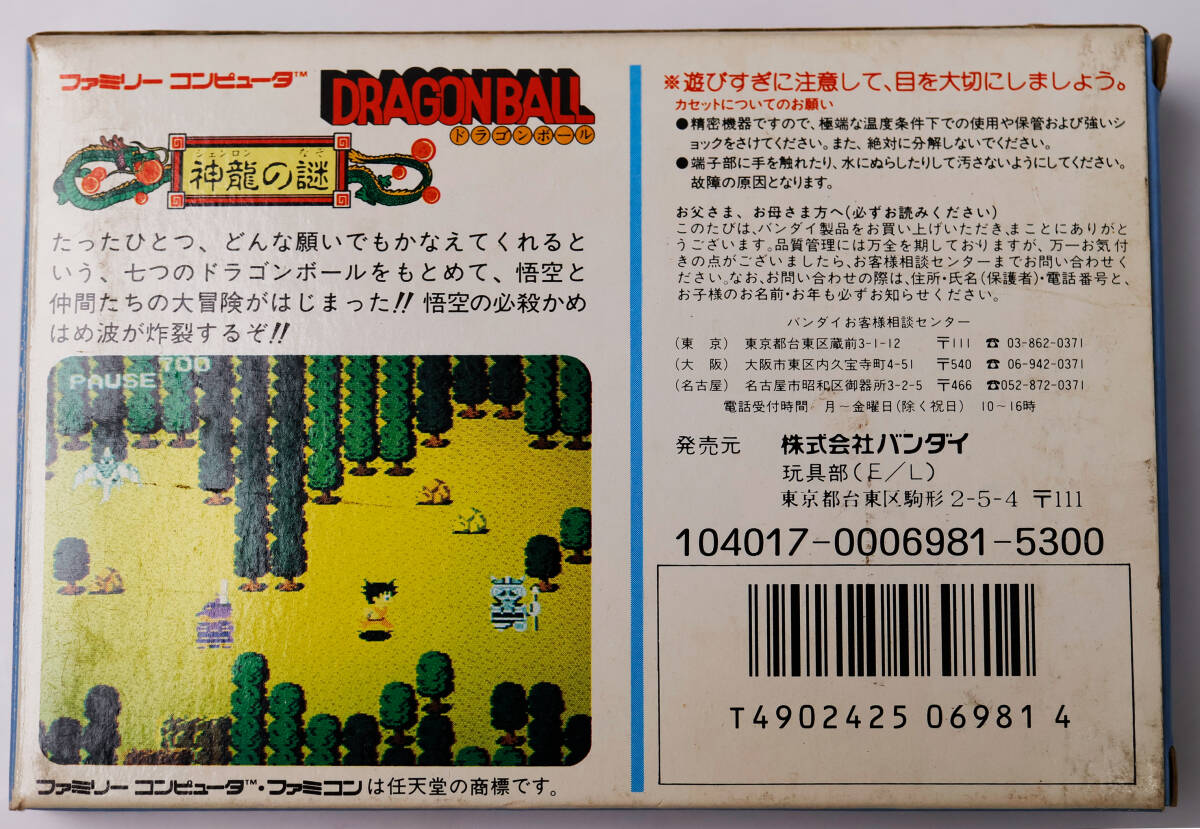 ファミリー コンピュータ™
DRAGONBALL
ドラゴンボール
シェンロン なぞ
神龍の謎
たったひとつ、どんな願いでもかなえてくれると
いう、七つのドラゴンボールをもとめて、悟空と
仲間たちの大冒険がはじまった!! 悟空の必殺かめ
はめ波が炸裂するぞ!!
700
PAUSE
ファミリー コンピュータ™・ファミコンは任天堂の商標です。
※遊びすぎに注意して、目を大切にしましょう。
カセットについてのお願い
●精密機器ですので、極端な温度条件下での使用や保管および強いシ
ョックをさけてください。また、絶対に分解しないでください。
●端子部に手を触れたり、水にぬらしたりして汚さないようにしてください。
故障の原因となります。
お父さま、お母さま方へ(必ずお読みください)
このたびは、バンダイ製品をお買い上げいただき、まことにありがと
うございます。品質管理には万全を期しておりますが、万一お気付
きの点がございましたら、お客様相談センターまでお問い合わせく
ださい。なお、お問い合わせの際は、住所・氏名(保護者)・電話番号と、
お子様のお名前・お年も必ずお知らせください。
バンダイお客様相談センター
(東 京) 東京都台東区蔵前3-1-12 〒111 ☎ 03-862-0371
(大 阪) 大阪市東区内久宝寺町4-51 〒540 ☎ 06-942-0371
(名古屋) 名古屋市昭和区御器所3-2-5 〒466 ☎052-872-0371
電話受付時間 月~金曜日(除く祝日) 10~16時
発売元 株式会社バンダイ
玩具部(E/L)
東京都台東区駒形2-5-4 〒111
104017-0006981-5300
T4902425 06981 4